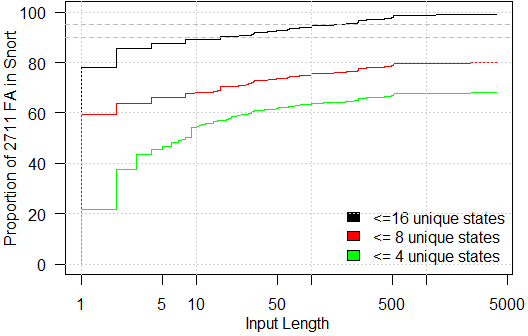 Proportion of 2711 FA in Snort
100
80
60
40
20
0
<=16 unique states
<= 8 unique states
<= 4 unique states
1 5 10 50 500 5000
Input Length